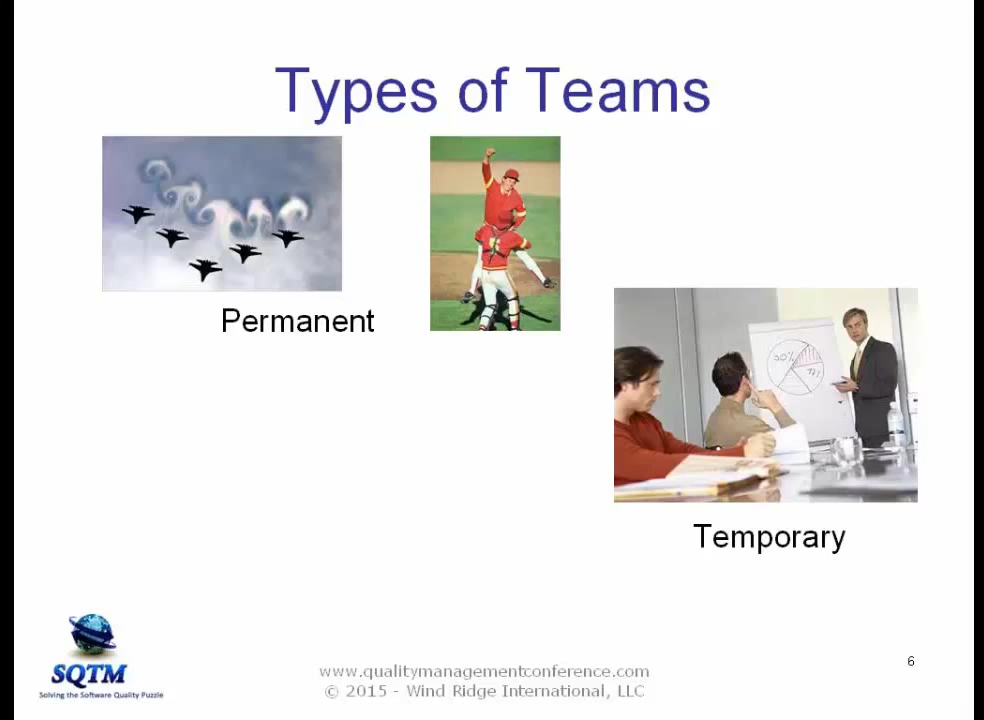 Types of Teams
Permanent
50%
Temporary
SQTM
Solving the Software Quality Puzzle
www.qualitymanagementconference.com
© 2015 - Wind Ridge International, LLC
6